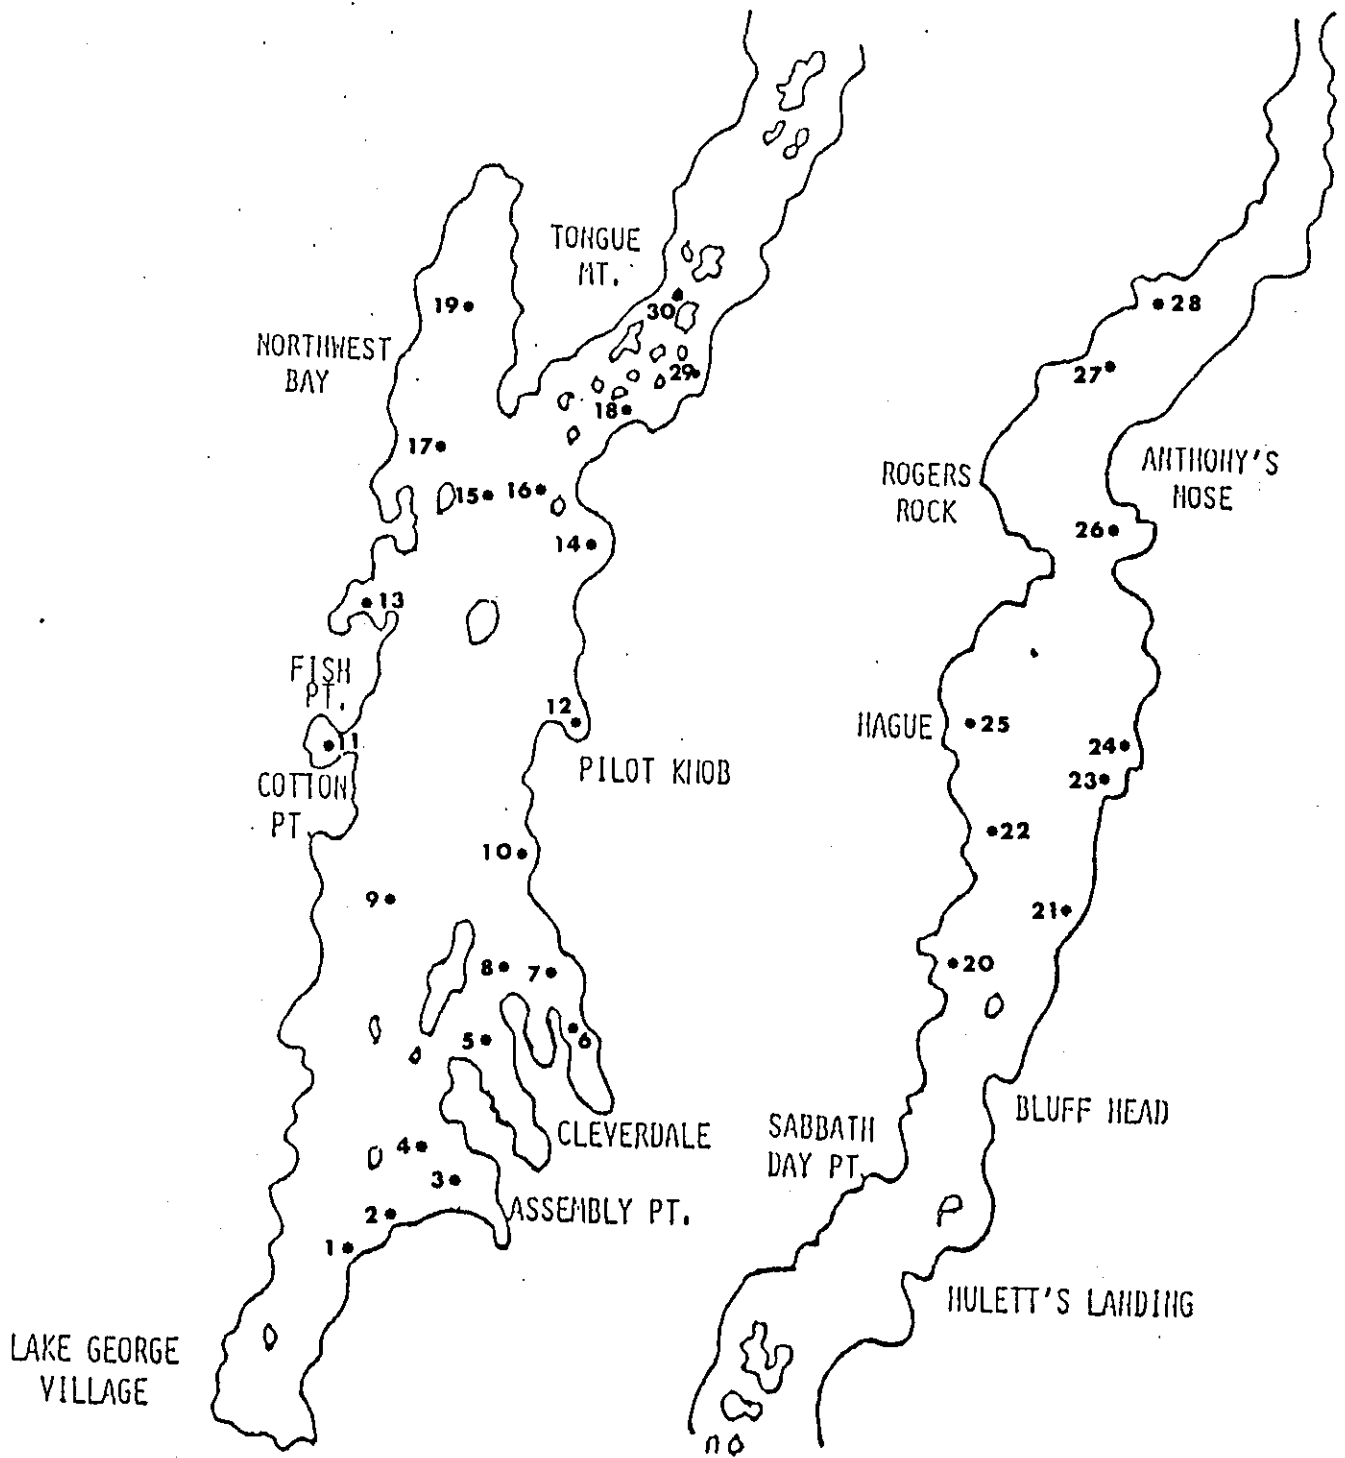 TONGUE
MT.
30
19
NORTHWEST
BAY
29
18
17
15
16
14
13
FISH
PT.
12
11
PILOT KNOB
COTTON
PT
10
9
8
7
5
6
CLEVERDALE
4
3
ASSEMBLY PT.
2
1
LAKE GEORGE
VILLAGE
28
27
ANTHONY'S
NOSE
ROGERS
ROCK
26
HAGUE
25
24
23
22
21
20
BLUFF HEAD
SABBATH
DAY PT.
HULETT'S LANDING